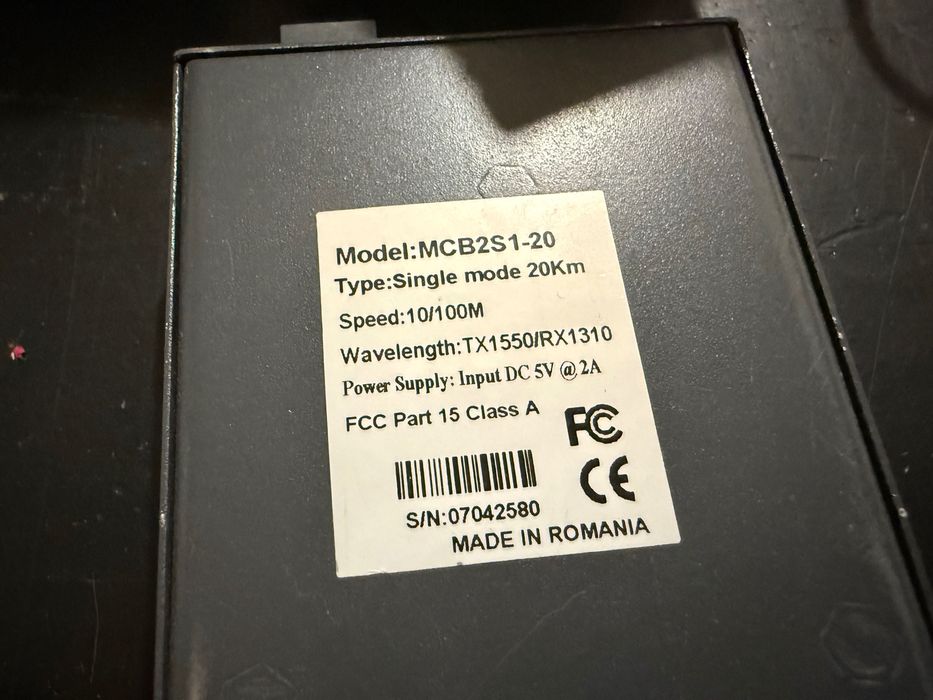 Model:MCB2S1-20
Type:Single mode 20Km
Speed:10/100M
Wavelength:TX1550/RX1310
Power Supply: Input DC 5V @ 2A
FCC Part 15 Class A
FC
CE
S/N:07042580
MADE IN ROMANIA